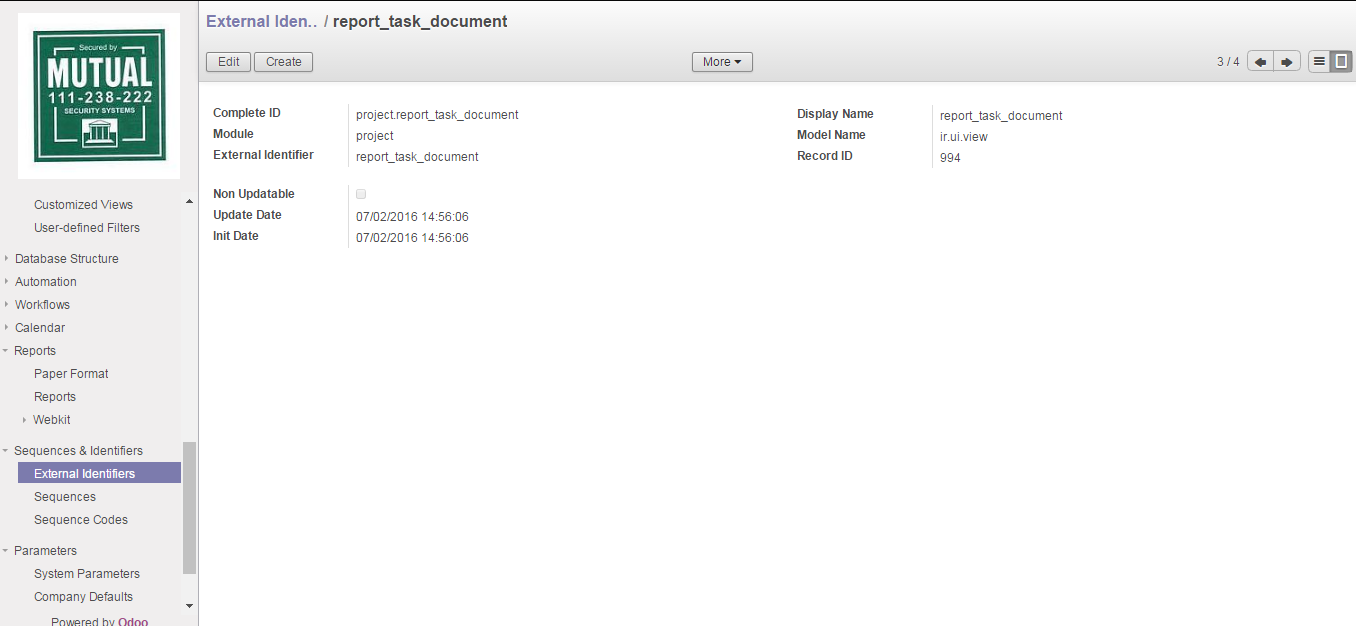 Secured by
MUTUAL
111-238-222
SECURITY SYSTEMS
Customized Views
User-defined Filters
Database Structure
Automation
Workflows
Calendar
Reports
Paper Format
Reports
Webkit
Sequences & Identifiers
External Identifiers
Sequences
Sequence Codes
Parameters
System Parameters
Company Defaults
Powered by Odoo
External Iden.. / report_task_document
Edit Create More 3 / 4
Complete ID project.report_task_document
Module project
External Identifier report_task_document
Display Name report_task_document
Model Name ir.ui.view
Record ID 994
Non Updatable
Update Date 07/02/2016 14:56:06
Init Date 07/02/2016 14:56:06